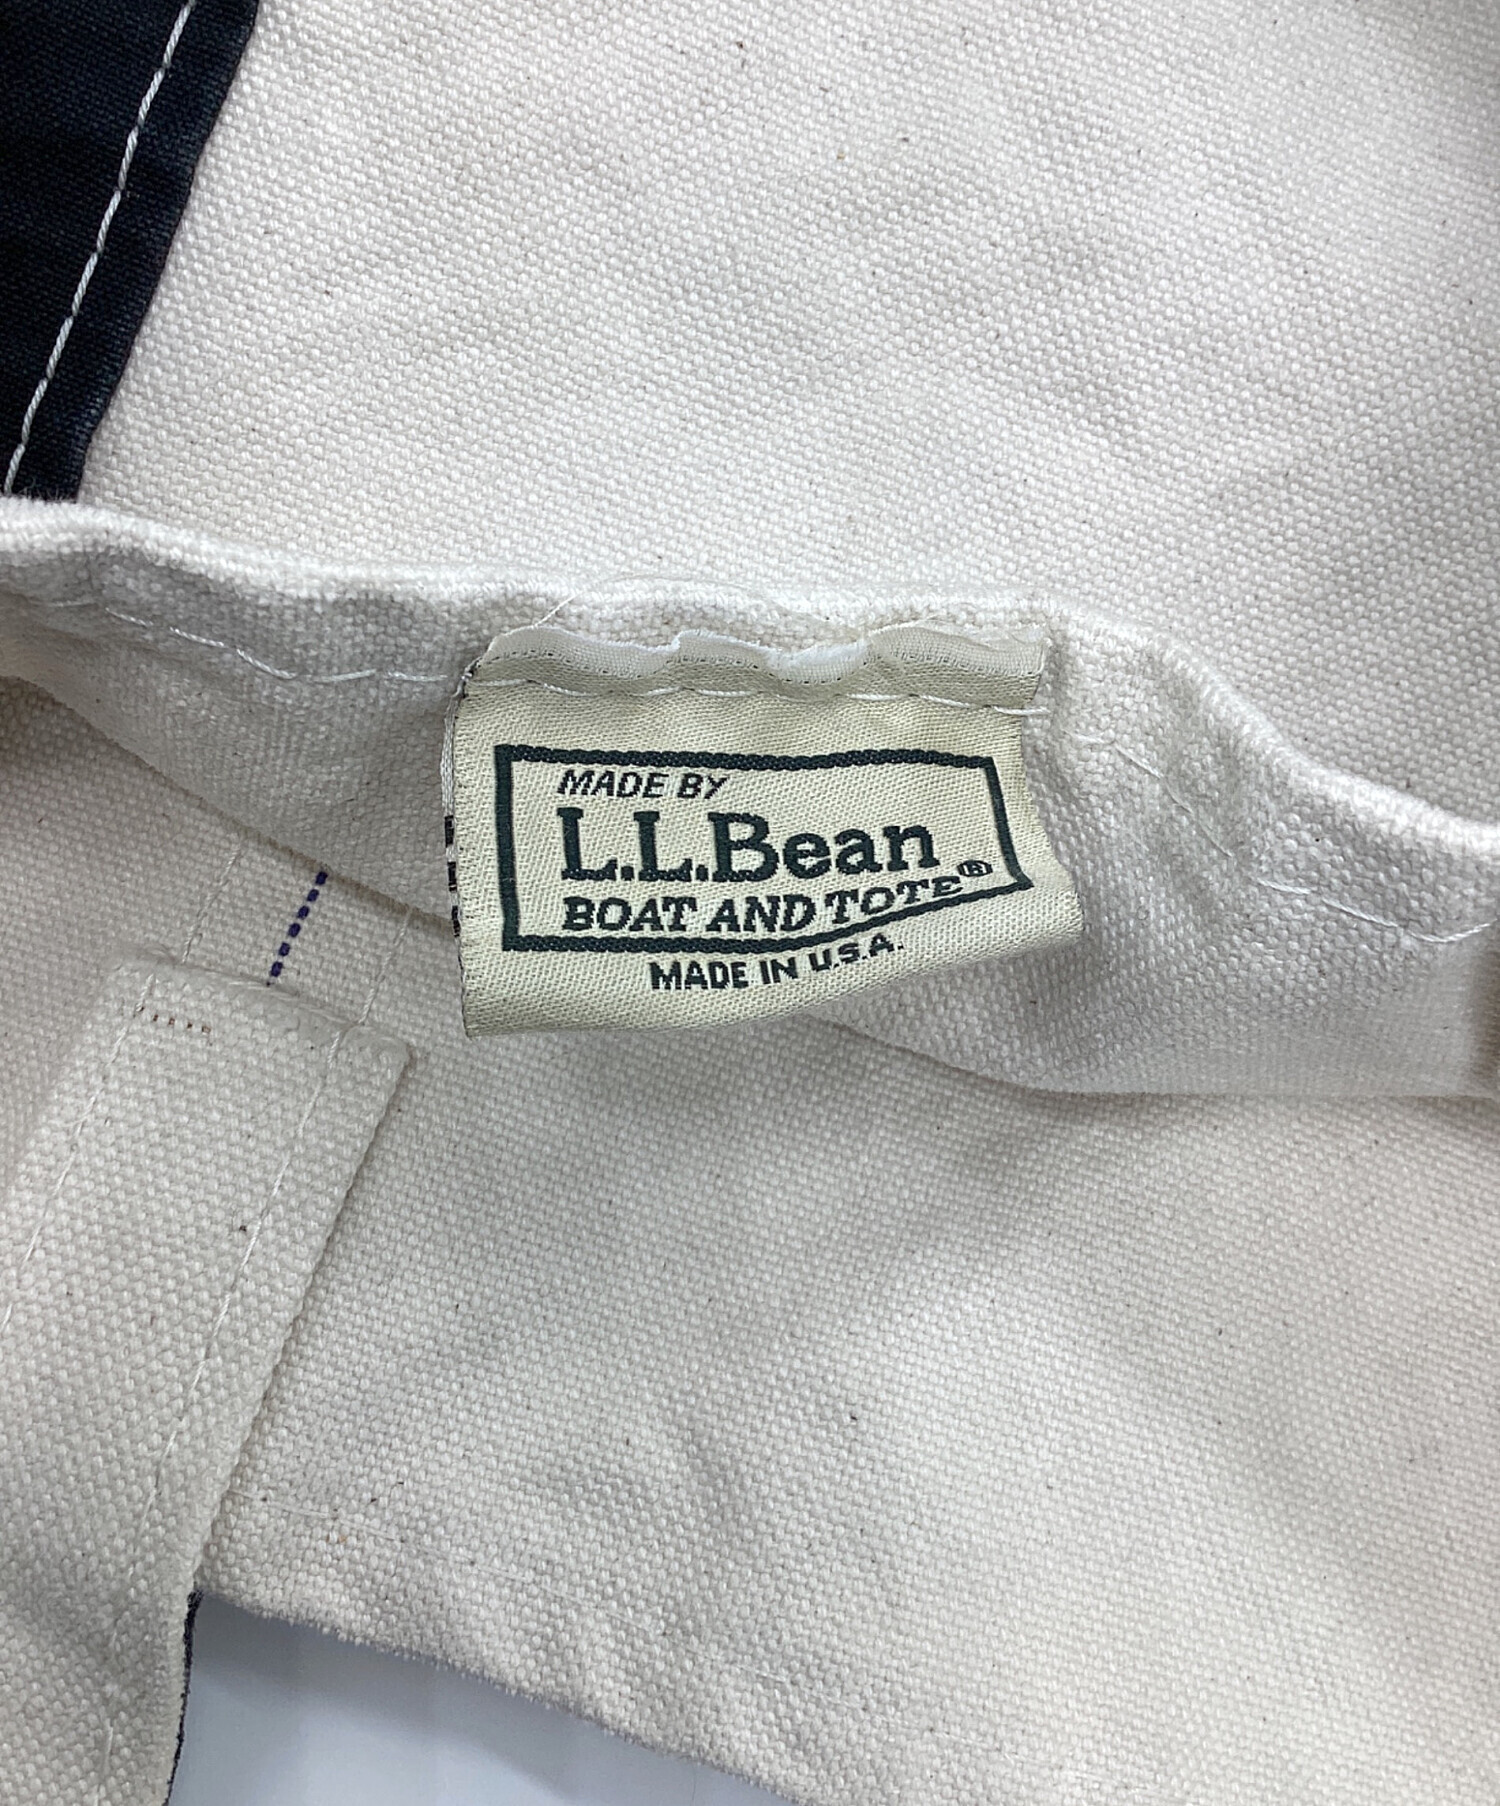 MADE BY
L.L.Bean
BOAT AND TOTE®
MADE IN U.S.A.